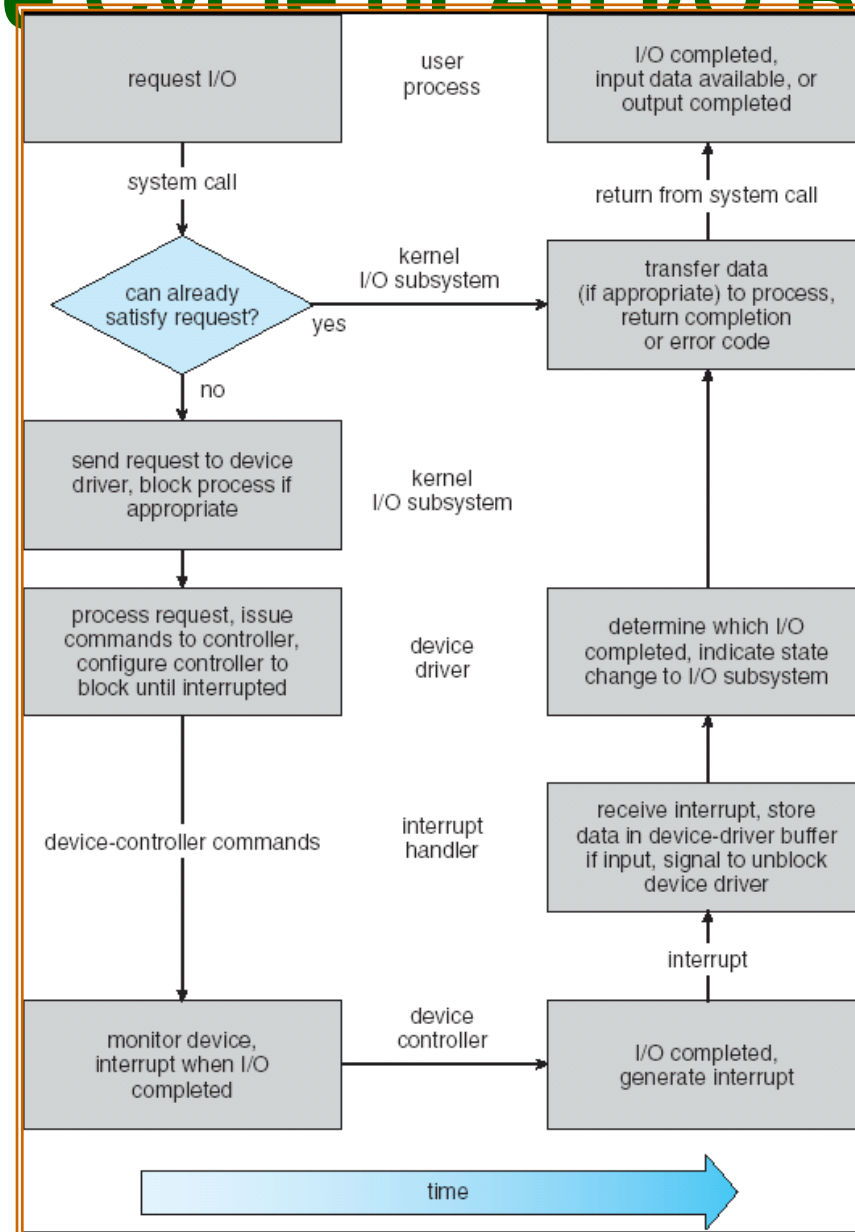 request I/O
user
process
I/O completed,
input data available, or
output completed
system call
return from system call
can already
satisfy request?
kernel
I/O subsystem
yes
transfer data
(if appropriate) to process,
return completion
or error code
no
send request to device
driver, block process if
appropriate
kernel
I/O subsystem
process request, issue
commands to controller,
configure controller to
block until interrupted
device
driver
determine which I/O
completed, indicate state
change to I/O subsystem
device-controller commands
interrupt
handler
receive interrupt, store
data in device-driver buffer
if input, signal to unblock
device driver
interrupt
monitor device,
interrupt when I/O
completed
device
controller
I/O completed,
generate interrupt
time